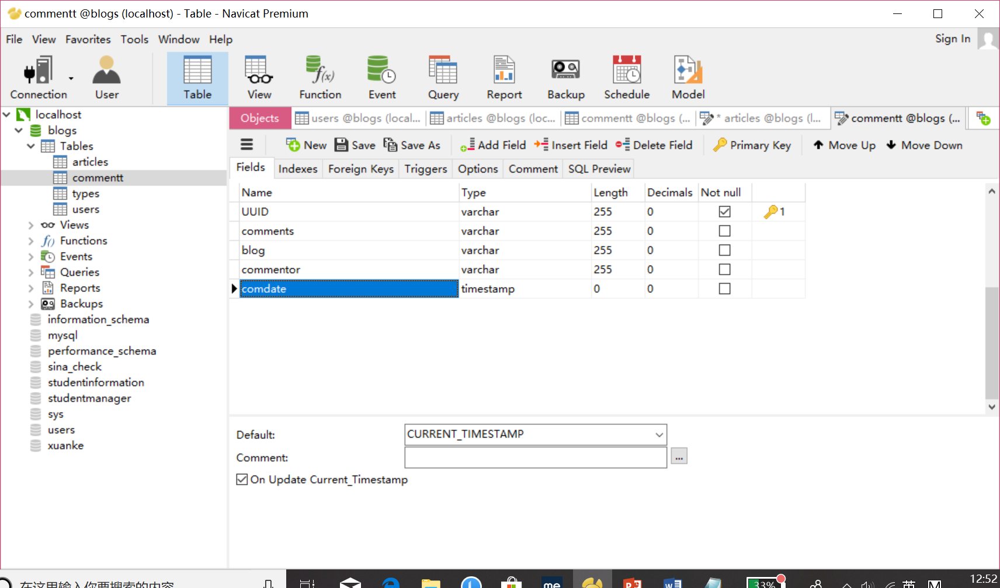 commentt @blogs (localhost) - Table - Navicat Premium
File View Favorites Tools Window Help
Sign In
Connection User Table View Function Event Query Report Backup Schedule Model
localhost
blogs
Tables
articles
commentt
types
users
Views
Functions
Events
Queries
Reports
Backups
information_schema
mysql
performance_schema
sina_check
studentinformation
studentmanager
sys
users
xuanke
Objects users @blogs (local... articles @blogs (loc... commentt @blogs (... * articles @blogs (l... commentt @blogs (...
New Save Save As Add Field Insert Field Delete Field Primary Key Move Up Move Down
Fields Indexes Foreign Keys Triggers Options Comment SQL Preview
Name Type Length Decimals Not null
UUID varchar 255 0 1
comments varchar 255 0
blog varchar 255 0
commentor varchar 255 0
comdate timestamp 0 0
Default: CURRENT_TIMESTAMP
Comment: ...
On Update Current_Timestamp
在这里输入你要搜索的内容
me
33%
英
M
12:52